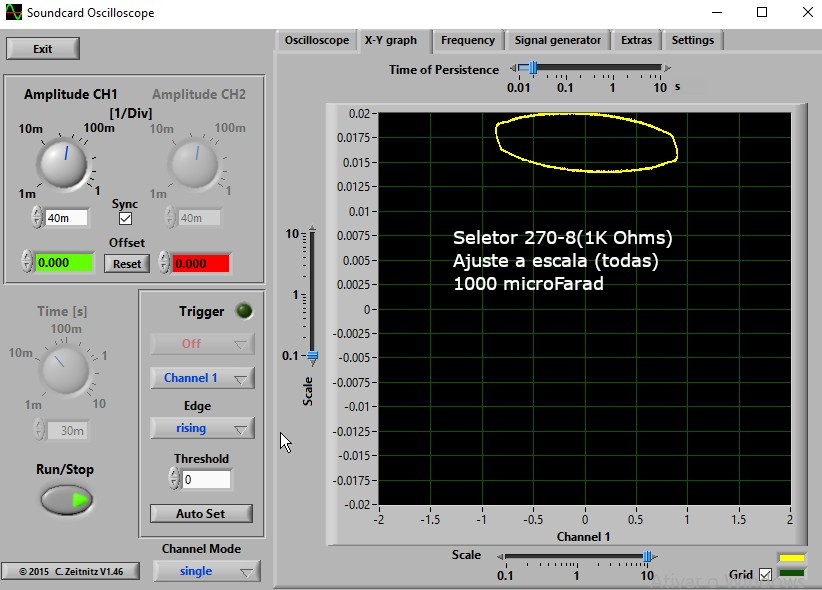 Soundcard Oscilloscope
Exit
Oscilloscope X-Y graph Frequency Signal generator Extras Settings
Time of Persistence
0.01 0.1 1 10 s
Amplitude CH1 Amplitude CH2
[1/Div]
10m 100m 10m 100m
1m 1 1m 1
Sync
40m 40m
Offset
0.000 Reset 0.000
Time [s]
100m
10m 1
1m 10
30m
Run/Stop
Trigger
Off
Channel 1
Edge
rising
Threshold
0
Auto Set
Channel Mode
single
© 2015 C.Zeitnitz V1.46
10
1
0.1
Scale
0.02
0.0175
0.015
0.0125
0.01
0.0075
0.005
0.0025
0
-0.0025
-0.005
-0.0075
-0.01
-0.0125
-0.015
-0.0175
-0.02
Seletor 270-8(1K Ohms)
Ajuste a escala (todas)
1000 microFarad
-2 -1.5 -1 -0.5 0 0.5 1 1.5 2
Channel 1
Scale
0.1 1 10
Grid
Ativar o Windows